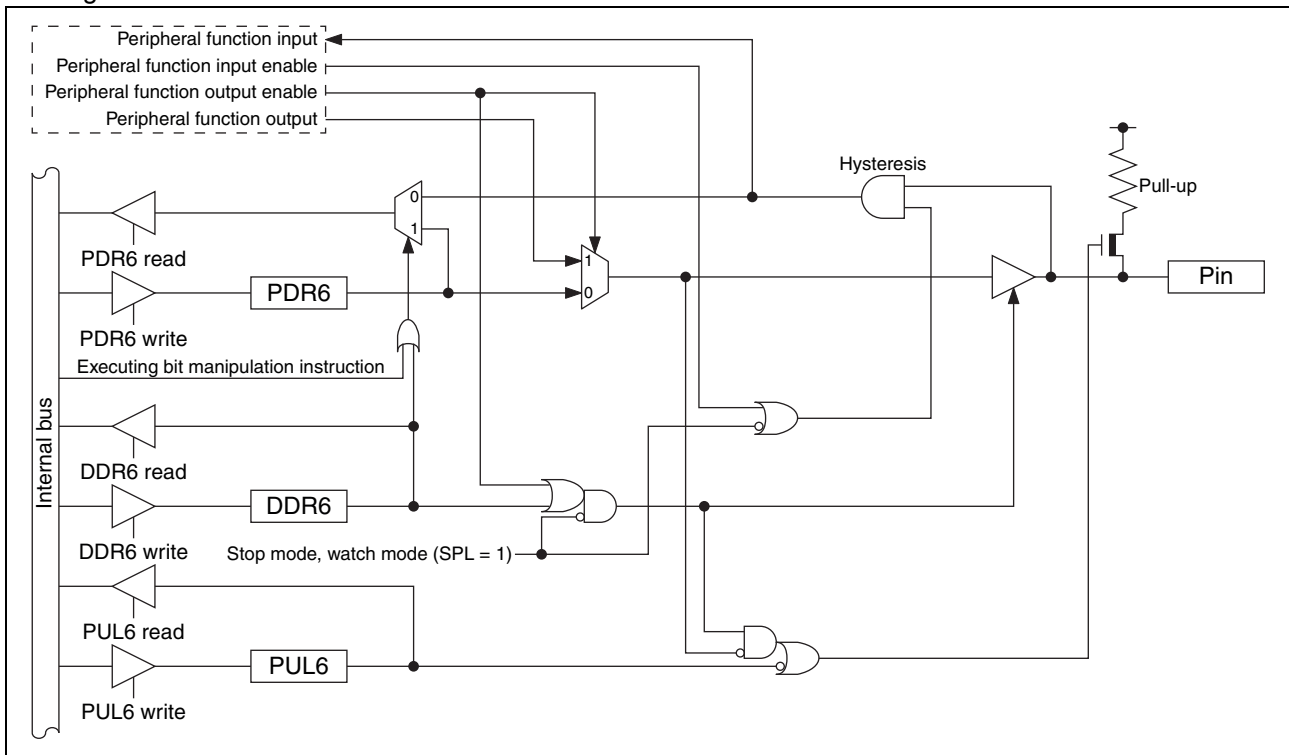 Peripheral function input
Peripheral function input enable
Peripheral function output enable
Peripheral function output
Hysteresis
Pull-up
0
1
PDR6 read
1
PDR6
0
Pin
PDR6 write
Executing bit manipulation instruction
Internal bus
DDR6 read
DDR6
DDR6 write
Stop mode, watch mode (SPL = 1)
PUL6 read
PUL6
PUL6 write